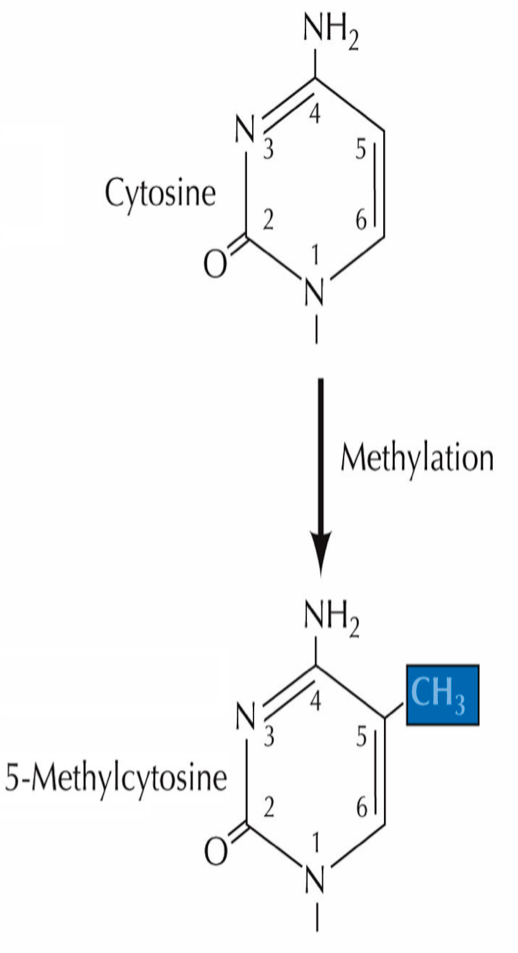 NH₂
4
N
3
5
Cytosine
2
6
O
1
N
Methylation
NH₂
CH₃
4
N
3
5
5-Methylcytosine
2
6
O
1
N